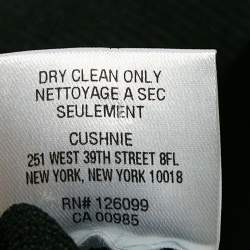 DRY CLEAN ONLY
NETTOYAGE A SEC
SEULEMENT
CUSHNIE
251 WEST 39TH STREET 8FL
NEW YORK, NEW YORK 10018
RN# 126099
CA 00985